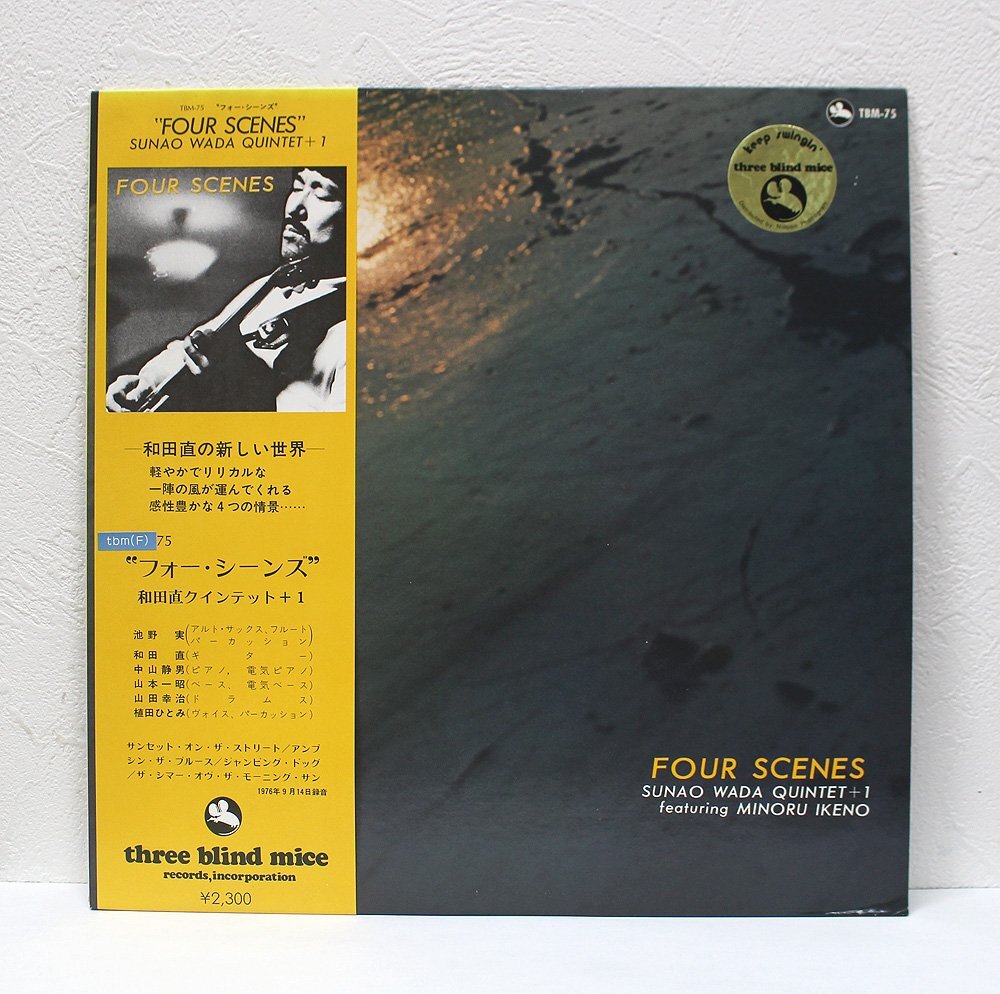 TBM-75 "フォー・シーンズ"
"FOUR SCENES"
SUNAO WADA QUINTET+1
FOUR SCENES
—和田直の新しい世界—
軽やかでリリカルな
一陣の風が運んでくれる
感性豊かな4つの情景……
tbm(F) 75
"フォー・シーンズ"
和田直クインテット+1
池野 実(アルト・サックス、フルート
パーカッション)
和田 直(ギター)
中山静男(ピアノ, 電気ピアノ)
山本一昭(ベース、電気ベース)
山田幸治(ドラムス)
植田ひとみ(ヴォイス、パーカッション)
サンセット・オン・ザ・ストリート/アンプ
シン・ザ・ブルース/ジャンピング・ドッグ
/ザ・シマー・オヴ・ザ・モーニング・サン
1976年9月14日録音
three blind mice
records,incorporation
¥2,300
TBM-75
keep swingin'
three blind mice
Distributed by Nippon
FOUR SCENES
SUNAO WADA QUINTET+1
featuring MINORU IKENO